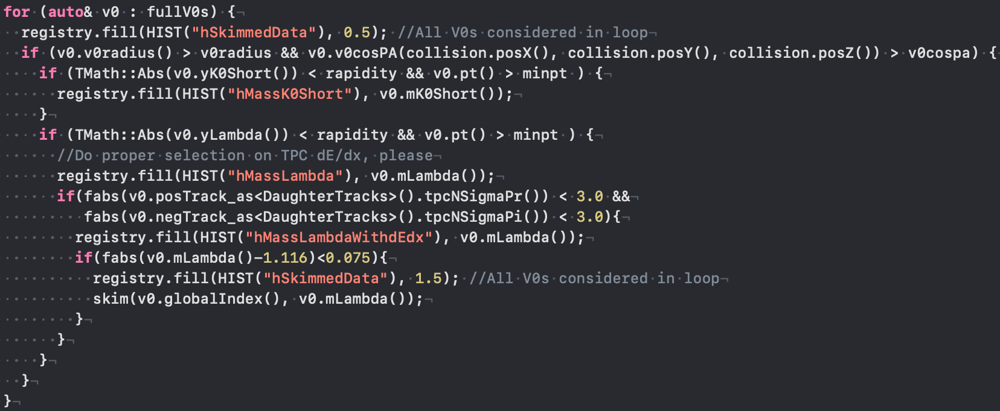 for (auto& v0 : fullV0s) {
  registry.fill(HIST("hSkimmedData"), 0.5); //All V0s considered in loop
  if (v0.v0radius() > v0radius && v0.v0cosPA(collision.posX(), collision.posY(), collision.posZ()) > v0cospa) {
    if (TMath::Abs(v0.yK0Short()) < rapidity && v0.pt() > minpt ) {
      registry.fill(HIST("hMassK0Short"), v0.mK0Short());
    }
    if (TMath::Abs(v0.yLambda()) < rapidity && v0.pt() > minpt ) {
      //Do proper selection on TPC dE/dx, please
      registry.fill(HIST("hMassLambda"), v0.mLambda());
      if(fabs(v0.posTrack_as<DaughterTracks>().tpcNSigmaPr()) < 3.0 &&
         fabs(v0.negTrack_as<DaughterTracks>().tpcNSigmaPi()) < 3.0){
        registry.fill(HIST("hMassLambdaWithdEdx"), v0.mLambda());
        if(fabs(v0.mLambda()-1.116)<0.075){
          registry.fill(HIST("hSkimmedData"), 1.5); //All V0s considered in loop
          skim(v0.globalIndex(), v0.mLambda());
        }
      }
    }
  }
}